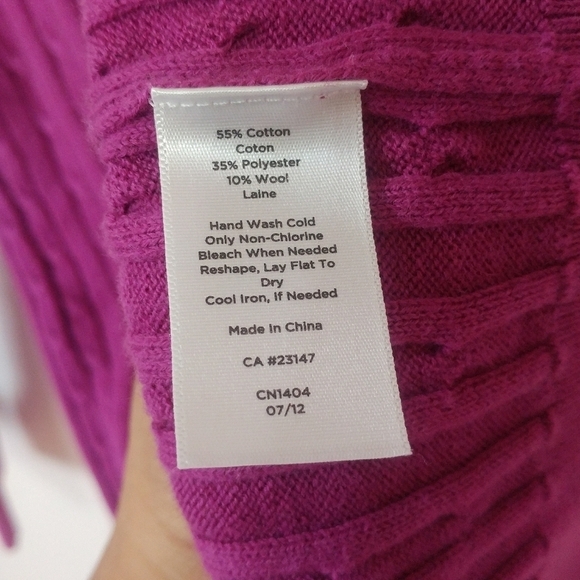 55% Cotton
Coton
35% Polyester
10% Wool
Laine
Hand Wash Cold
Only Non-Chlorine
Bleach When Needed
Reshape, Lay Flat To
Dry
Cool Iron, If Needed
Made in China
CA #23147
CN1404
07/12